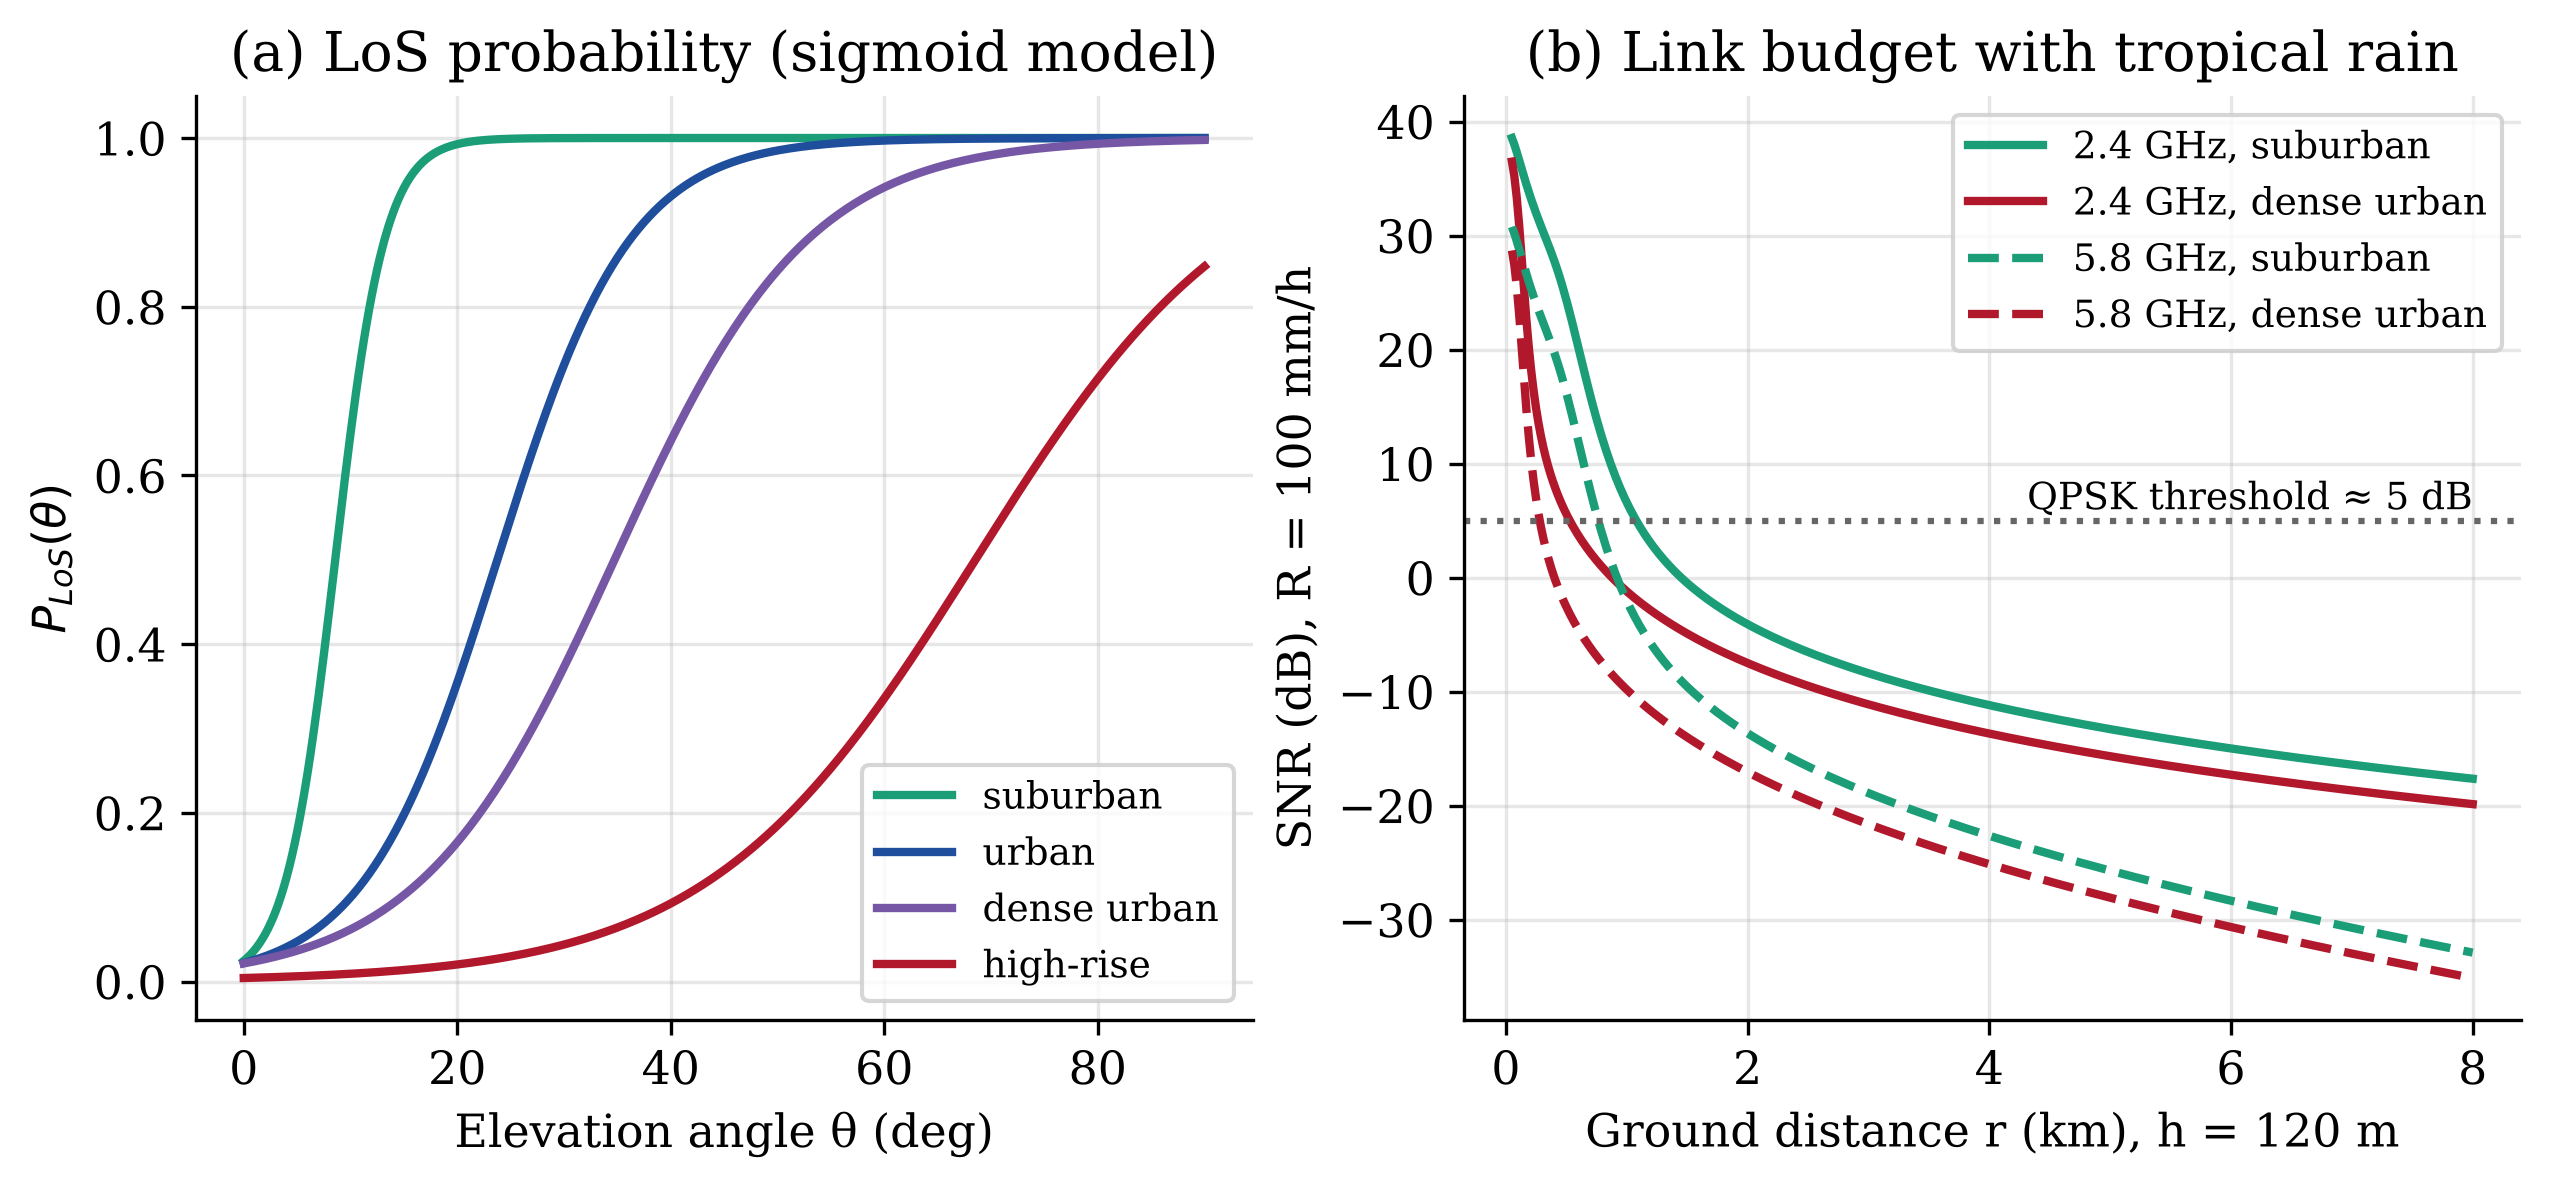 (a) LoS probability (sigmoid model)
1.0
0.8
0.6
0.4
0.2
0.0
P_LoS(θ)
suburban
urban
dense urban
high-rise
0 20 40 60 80
Elevation angle θ (deg)
(b) Link budget with tropical rain
40
30
20
10
0
−10
−20
−30
SNR (dB), R = 100 mm/h
2.4 GHz, suburban
2.4 GHz, dense urban
5.8 GHz, suburban
5.8 GHz, dense urban
QPSK threshold ≈ 5 dB
0 2 4 6 8
Ground distance r (km), h = 120 m